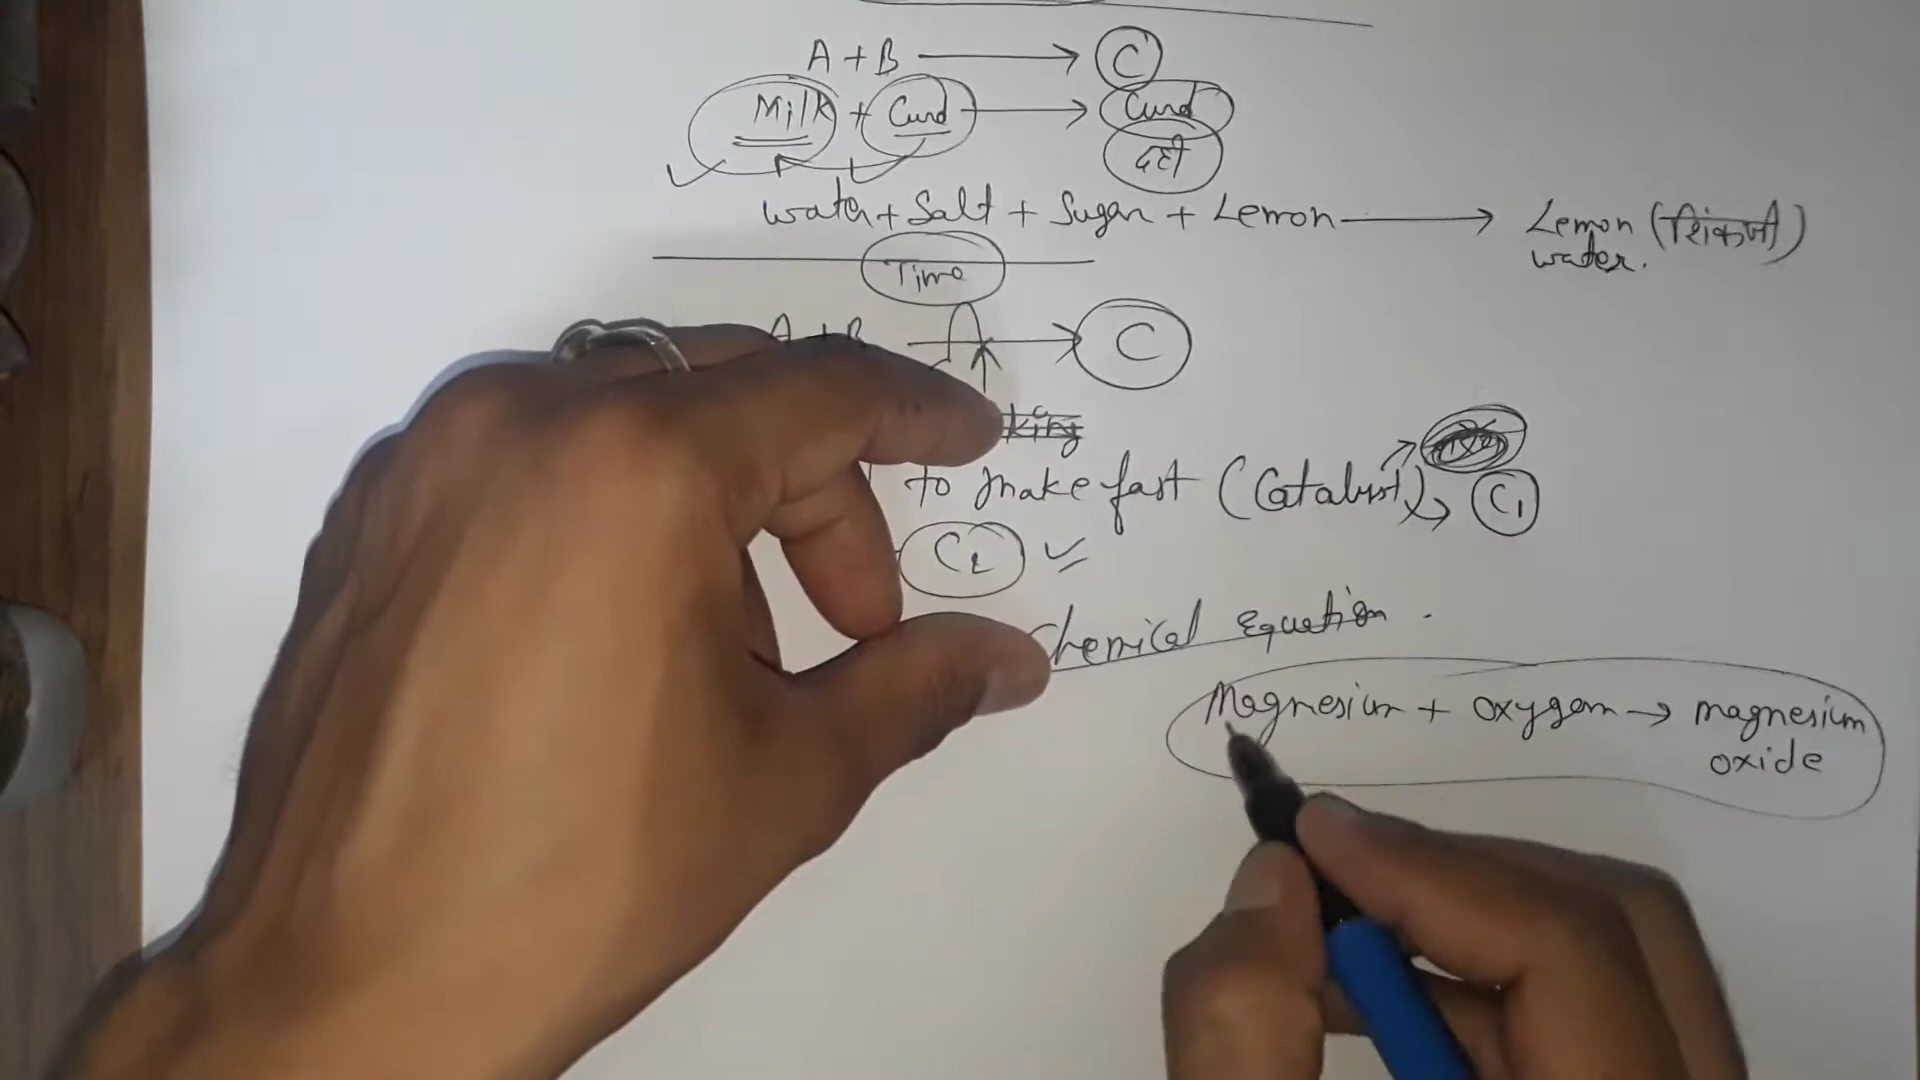 A + B → C
Milk + Curd → Curd
दही
water + Salt + Sugar + Lemon → Lemon (शिकंजी)
water.
Time
A + B → C
king
to make fast (Catalyst) → C1
C2
Chemical Equation.
Magnesium + oxygen → magnesium
oxide